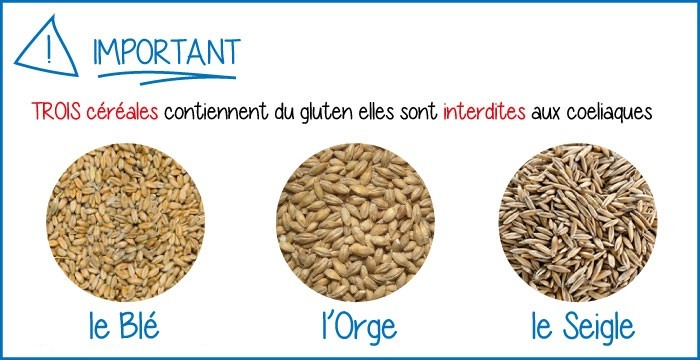 !
IMPORTANT
TROIS céréales contiennent du gluten elles sont interdites aux coeliaques
le Blé
l'Orge
le Seigle